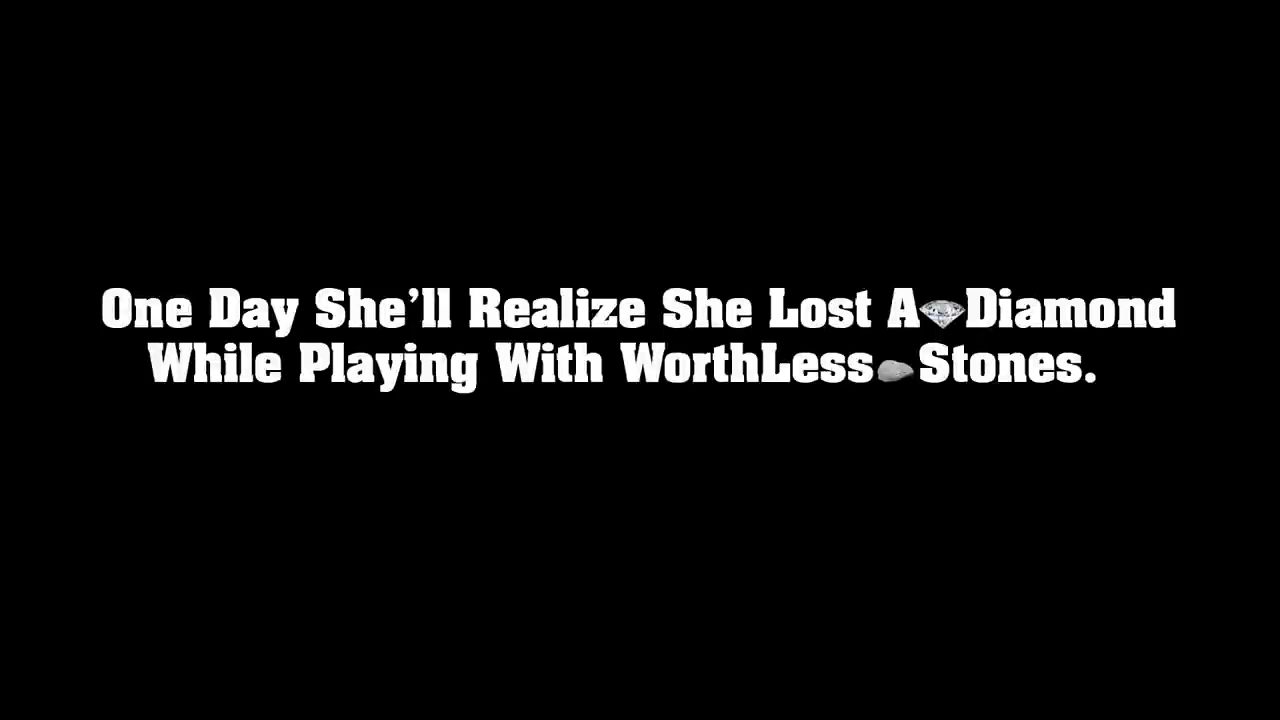 One Day She’ll Realize She Lost A💎Diamond
While Playing With WorthLess🪨Stones.